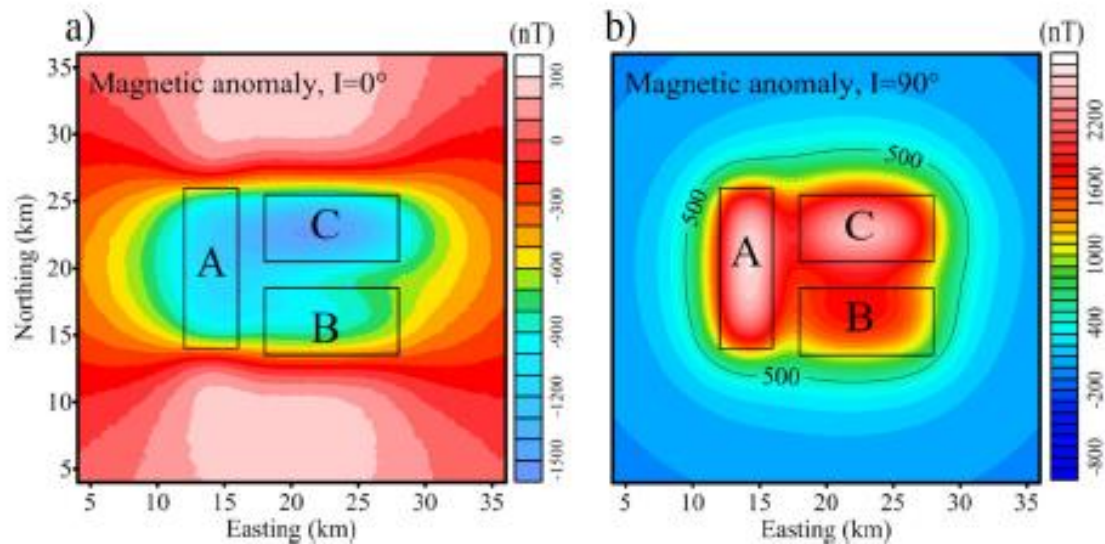 a)
(nT)
Magnetic anomaly, I=0°
35
30
25
20
15
10
5
Northing (km)
A
C
B
5 10 15 20 25 30 35
Easting (km)
300
0
-300
-600
-900
-1200
-1500
b)
(nT)
Magnetic anomaly, I=90°
500
500
500
A
C
B
5 10 15 20 25 30 35
Easting (km)
2200
1600
1000
400
-200
-800